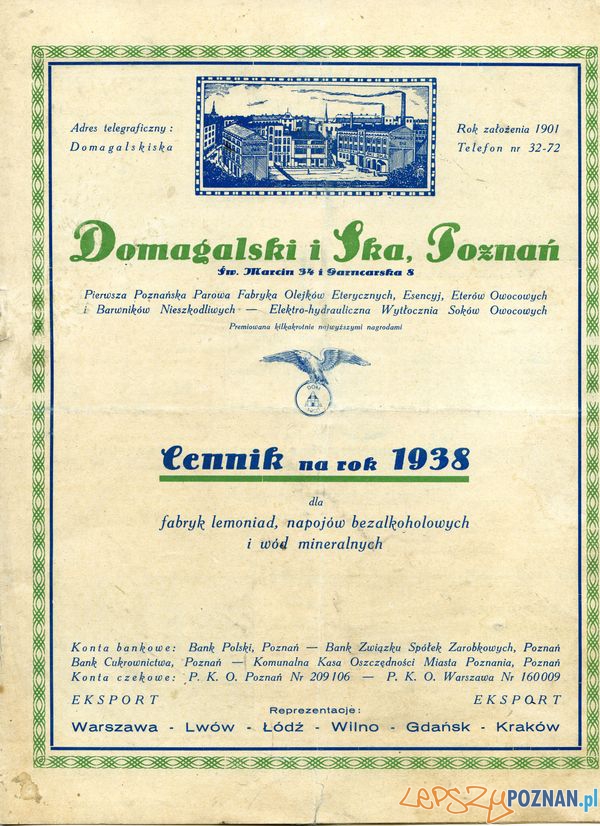 Adres telegraficzny:
Domagalskiska
Rok założenia 1901
Telefon nr 32-72
Domagalski i Ska, Poznań
Św. Marcin 34 i Garncarska 8
Pierwsza Poznańska Parowa Fabryka Olejków Eterycznych, Esencyj, Eterów Owocowych
i Barwników Nieszkodliwych — Elektro-hydrauliczna Wytłocznia Soków Owocowych
Premiowana kilkakrotnie najwyższymi nagrodami
Cennik na rok 1938
dla
fabryk lemoniad, napojów bezalkoholowych
i wód mineralnych
Konta bankowe: Bank Polski, Poznań — Bank Związku Spółek Zarobkowych, Poznań
Bank Cukrownictwa, Poznań — Komunalna Kasa Oszczędności Miasta Poznania, Poznań
Konta czekowe: P. K. O. Poznań Nr 209106 — P. K. O. Warszawa Nr 160009
EKSPORT
EKSPORT
Reprezentacje:
Warszawa - Lwów - Łódź - Wilno - Gdańsk - Kraków
LEPSZYPOZNAN.pl